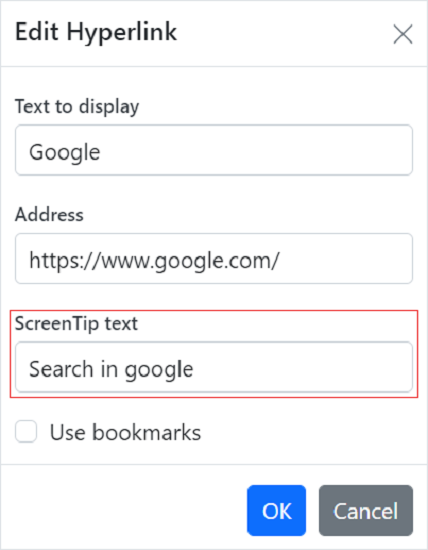 Edit Hyperlink
Text to display
Google
Address
https://www.google.com/
ScreenTip text
Search in google
Use bookmarks
OK Cancel